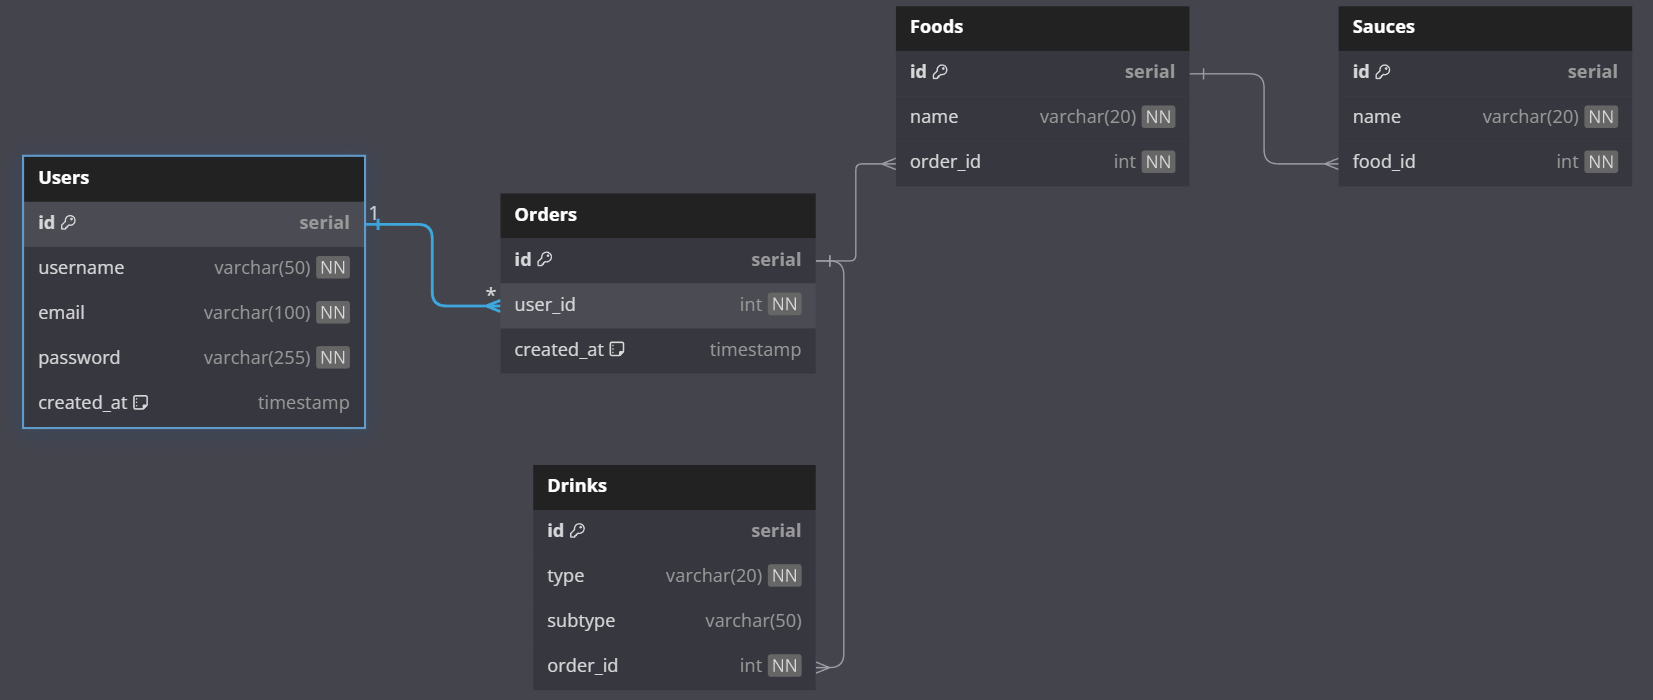 Users
id serial
username varchar(50) NN
email varchar(100) NN
password varchar(255) NN
created_at timestamp
1
*
Orders
id serial
user_id int NN
created_at timestamp
Drinks
id serial
type varchar(20) NN
subtype varchar(50)
order_id int NN
Foods
id serial
name varchar(20) NN
order_id int NN
Sauces
id serial
name varchar(20) NN
food_id int NN